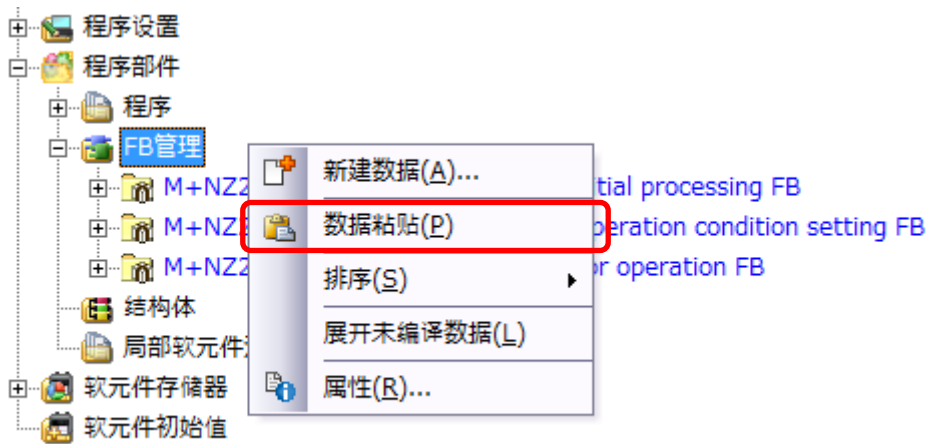 程序设置
程序部件
程序
FB管理
新建数据(A)...
M+NZ2 tial processing FB
数据粘贴(P)
M+NZ2 peration condition setting FB
排序(S)
M+NZ2 or operation FB
结构体
展开未编译数据(L)
局部软元件
属性(R)...
软元件存储器
软元件初始值